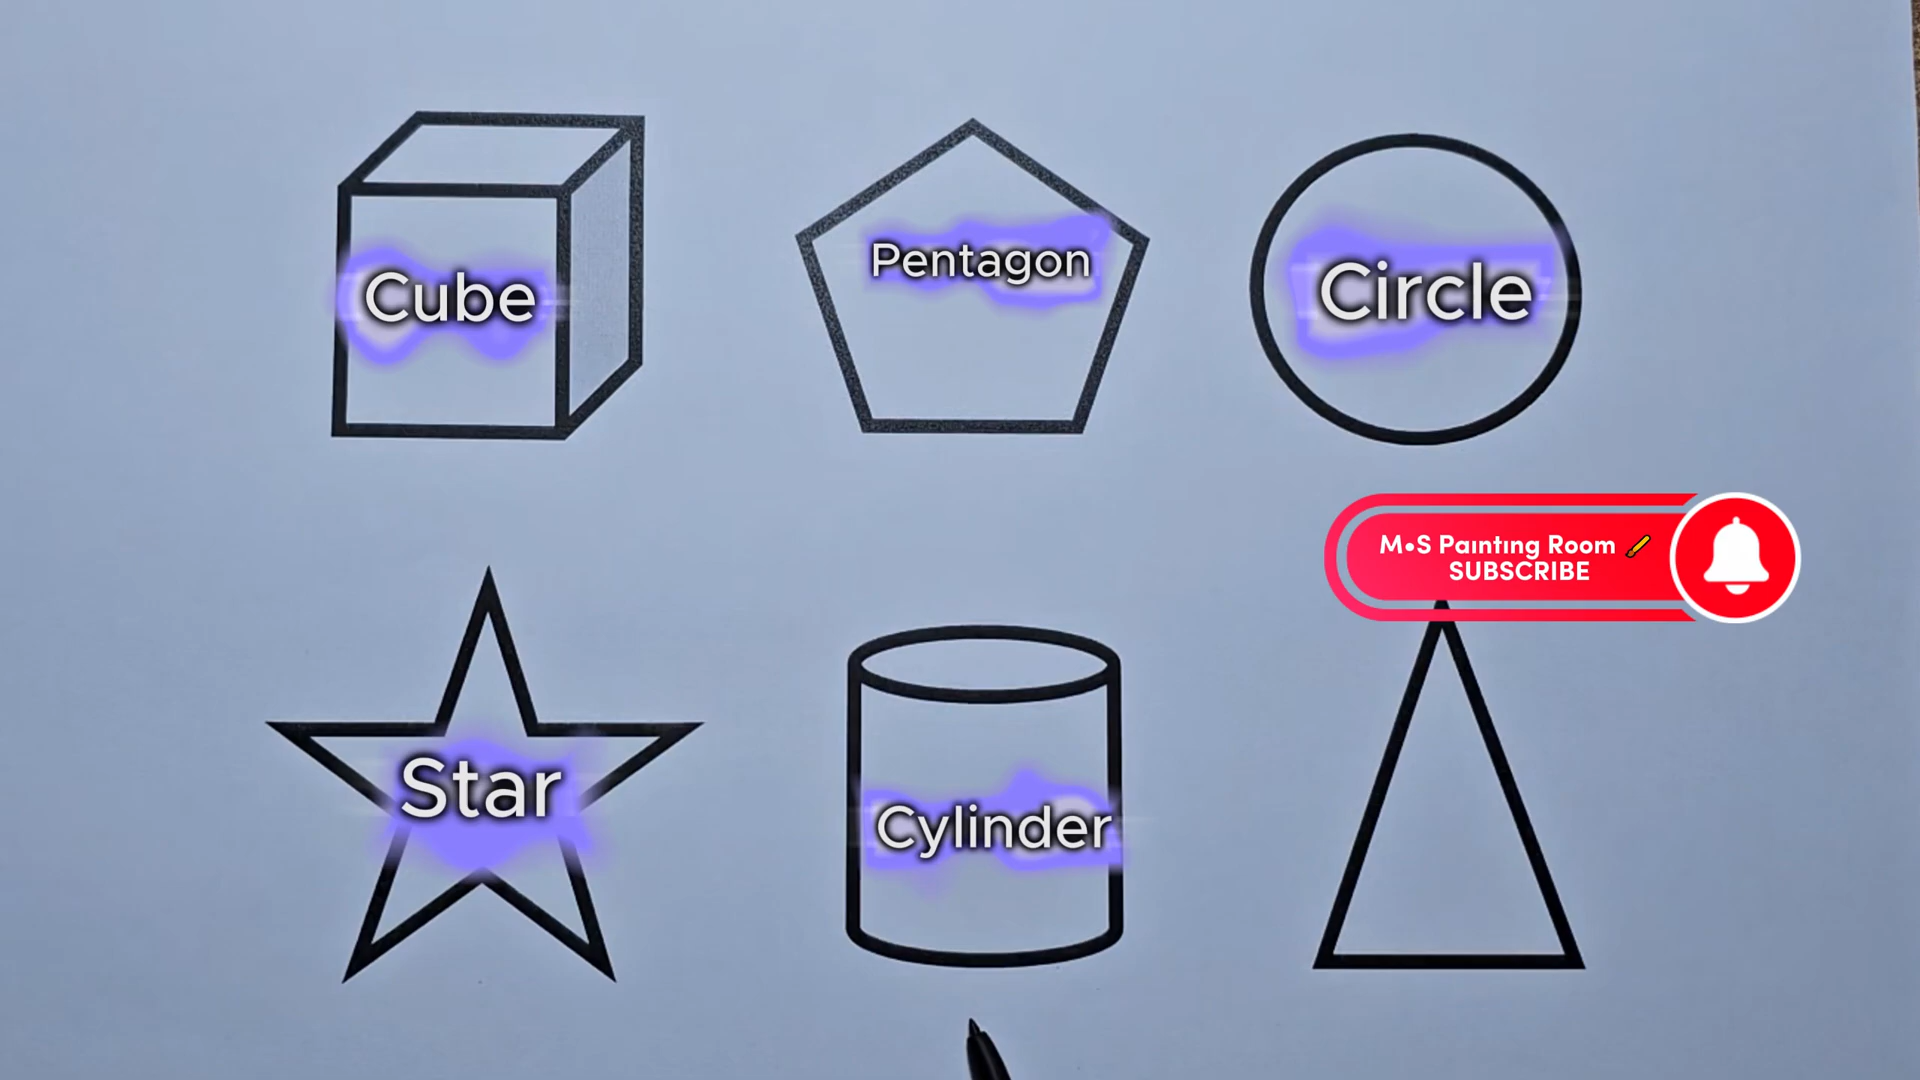 Cube
Pentagon
Circle
M•S Painting Room
SUBSCRIBE
Star
Cylinder